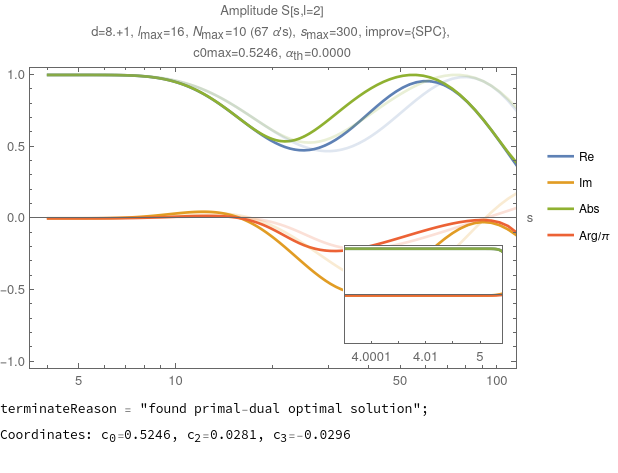 Amplitude S[s,l=2]
d=8.+1, lmax=16, Nmax=10 (67 α's), smax=300, improv={SPC},
c0max=0.5246, αth=0.0000
1.0
0.5
0.0
−0.5
−1.0
s
Re
Im
Abs
Arg/π
4.0001 4.01 5
5 10 50 100
terminateReason = "found primal-dual optimal solution";
Coordinates: c0=0.5246, c2=0.0281, c3=-0.0296